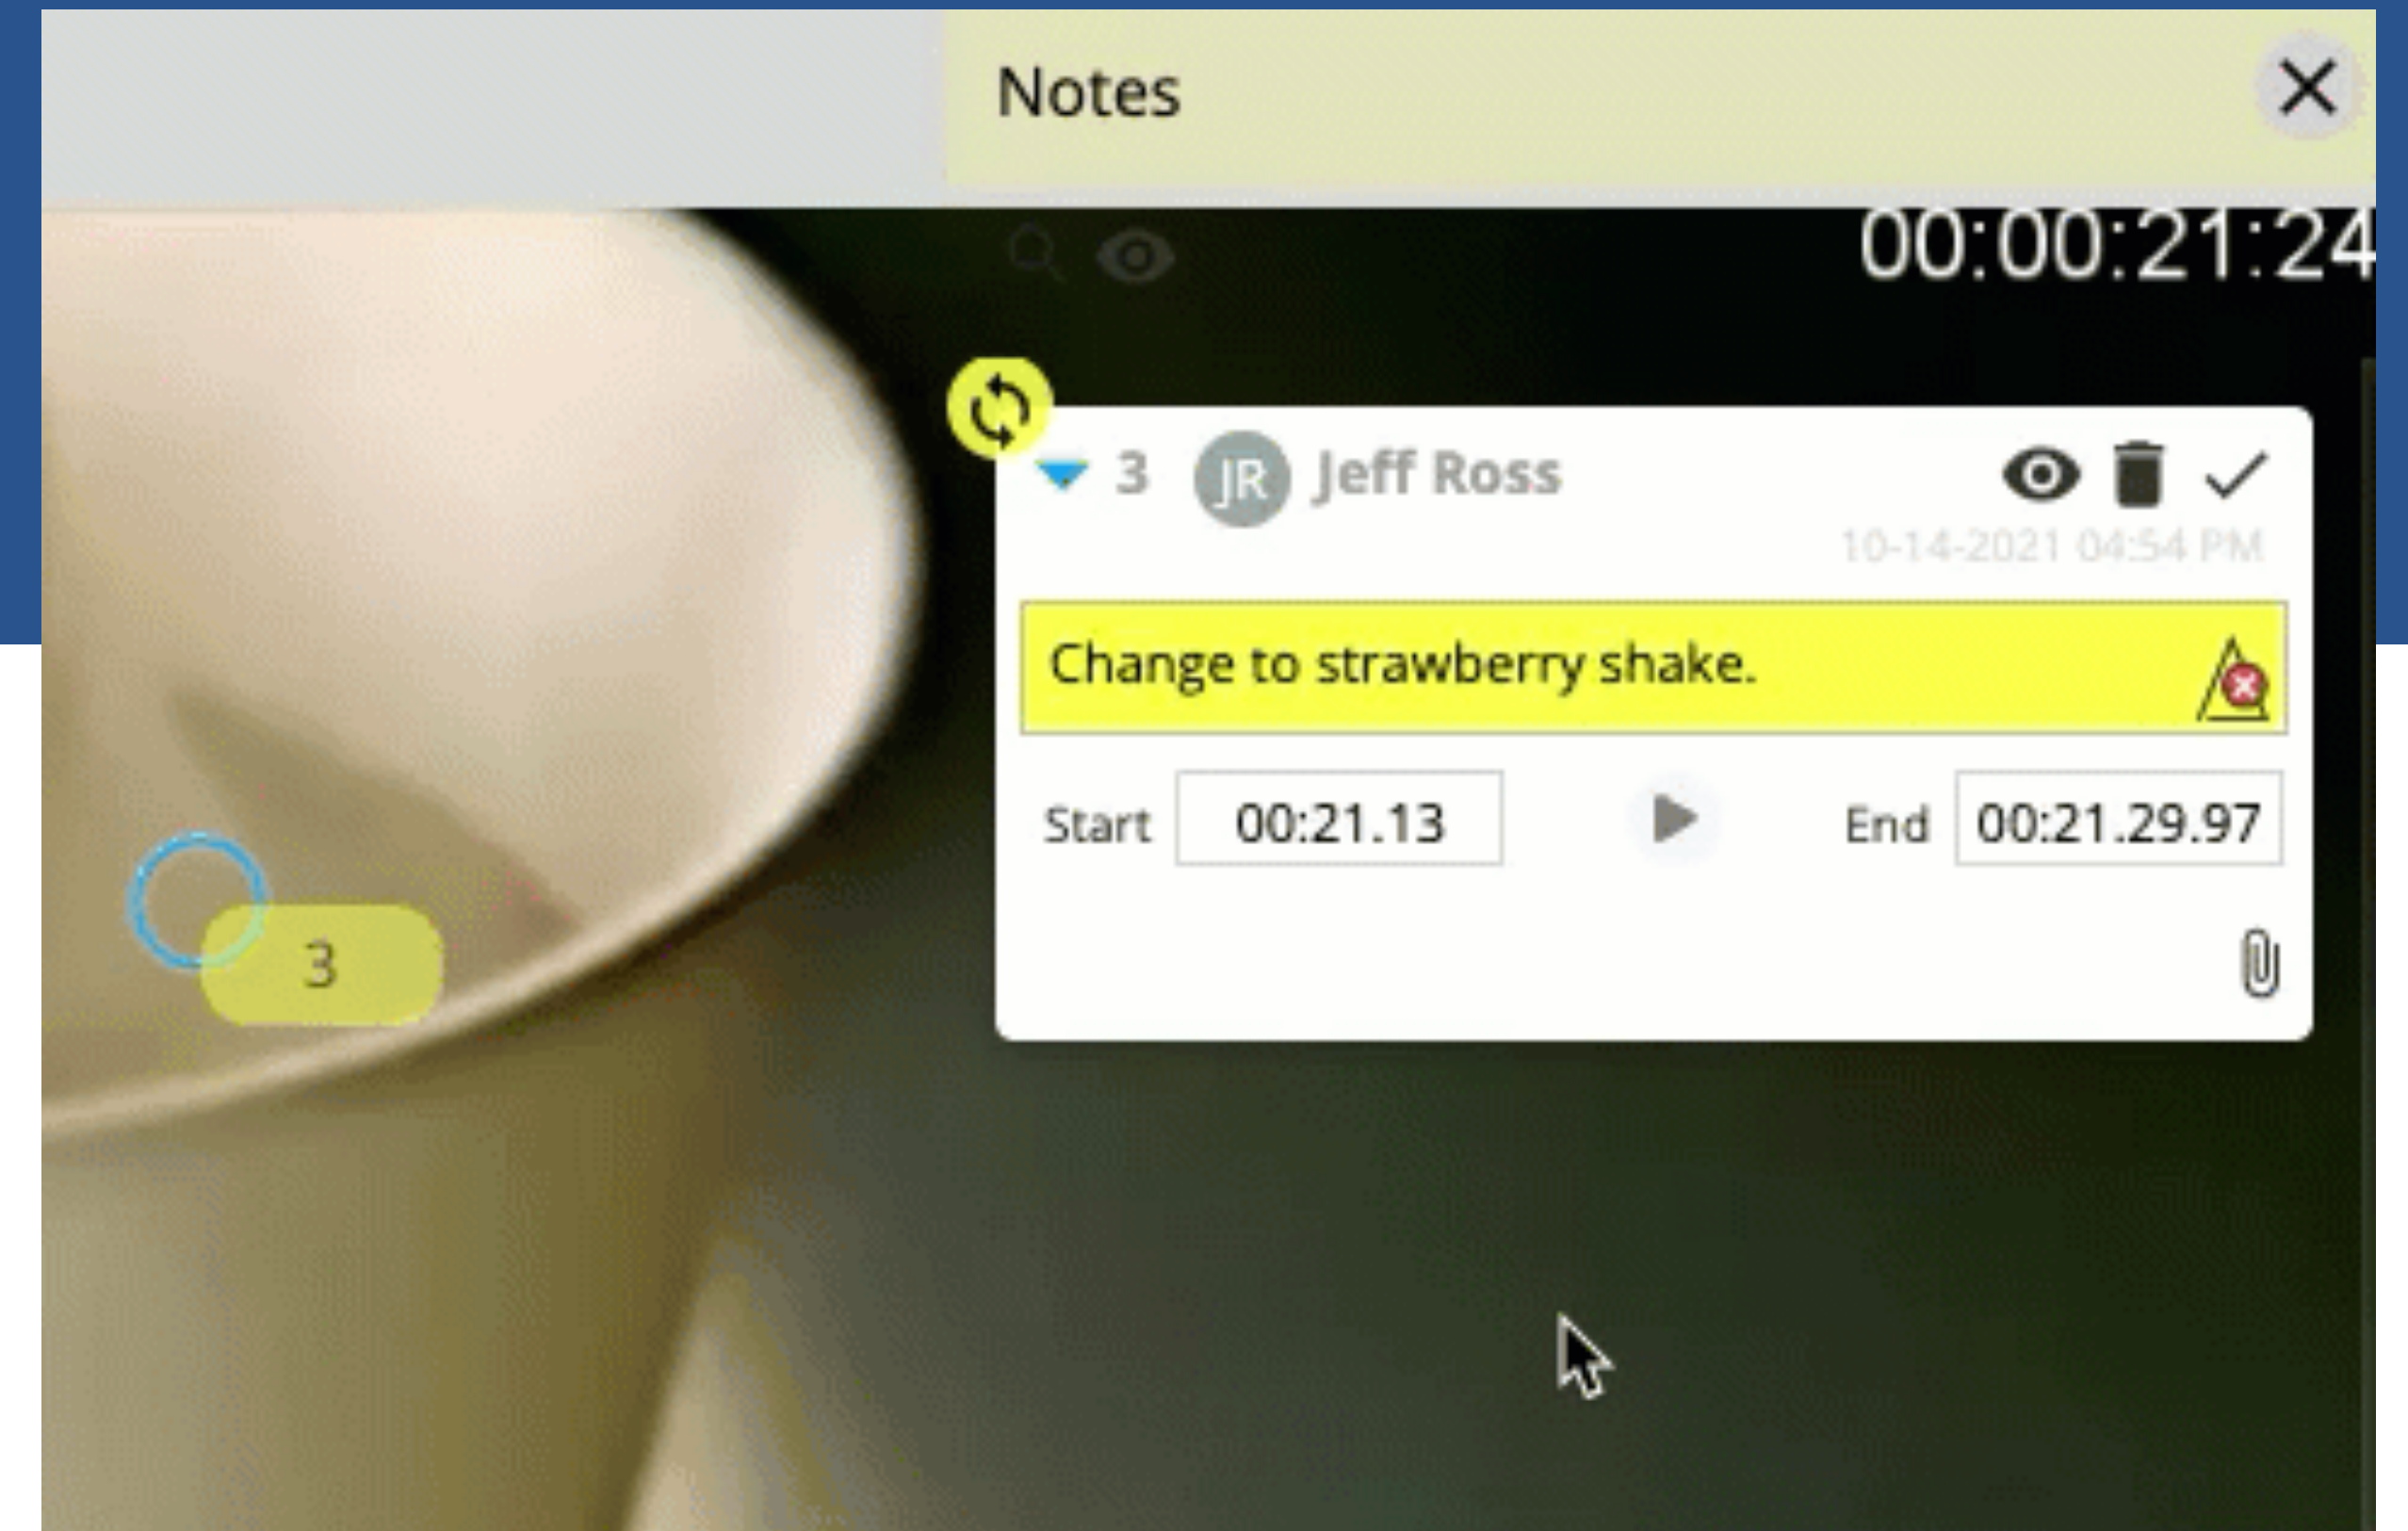 Notes
00:00:21:24
3 JR Jeff Ross
10-14-2021 04:54 PM
Change to strawberry shake.
Start 00:21.13 End 00:21.29.97
3